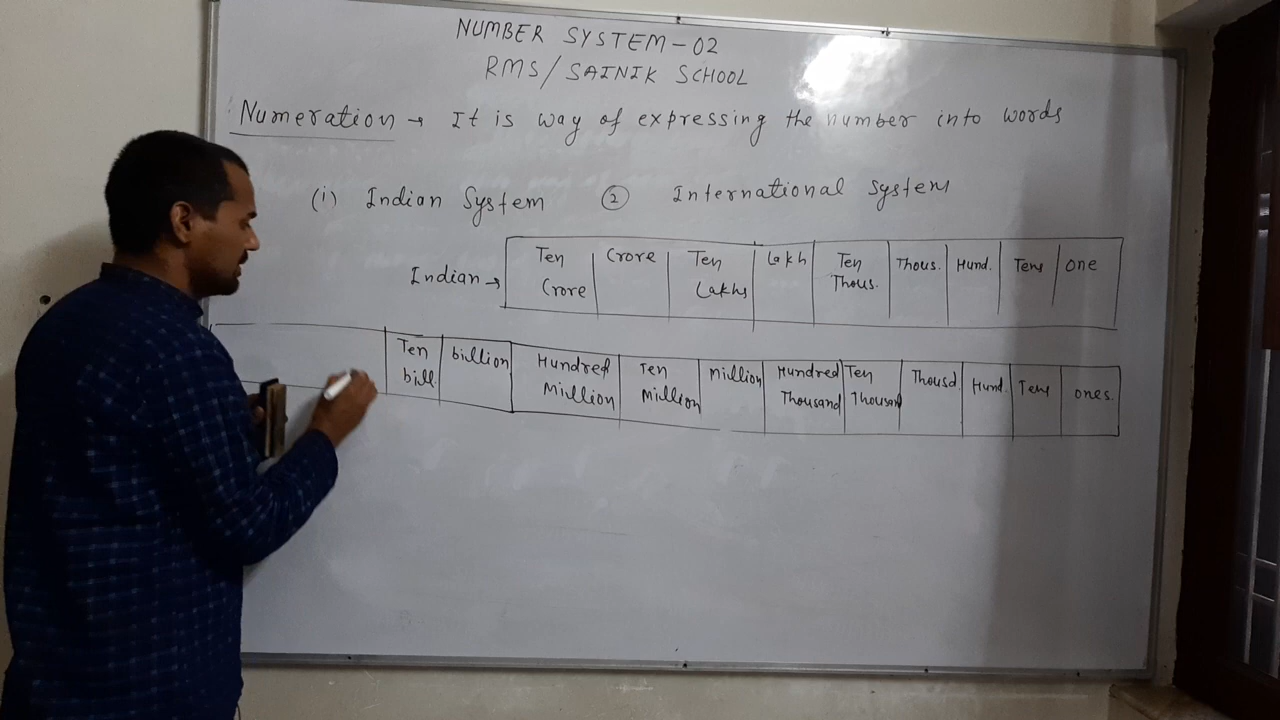 NUMBER SYSTEM-02
RMS/SAINIK SCHOOL
Numeration → It is way of expressing the number into words
(i) Indian System ② International system
Indian → Ten Crore Crore Ten Lakhs Lakh Ten Thous. Thous. Hund. Tens One
Ten bill. billion Hundred Million Ten Million Million Hundred Thousand Ten Thousand Thousd. Hund. Tens ones.